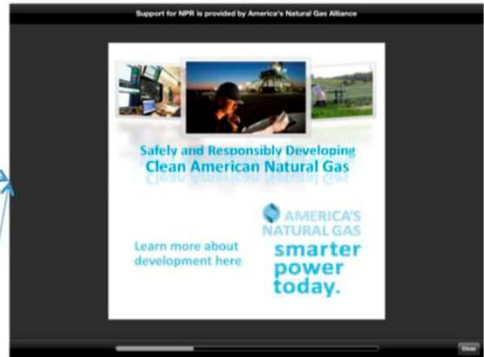 Support for NPR is provided by America's Natural Gas Alliance
Safely and Responsibly Developing
Clean American Natural Gas
AMERICA'S
NATURAL GAS
Learn more about
development here
smarter
power
today.
Close